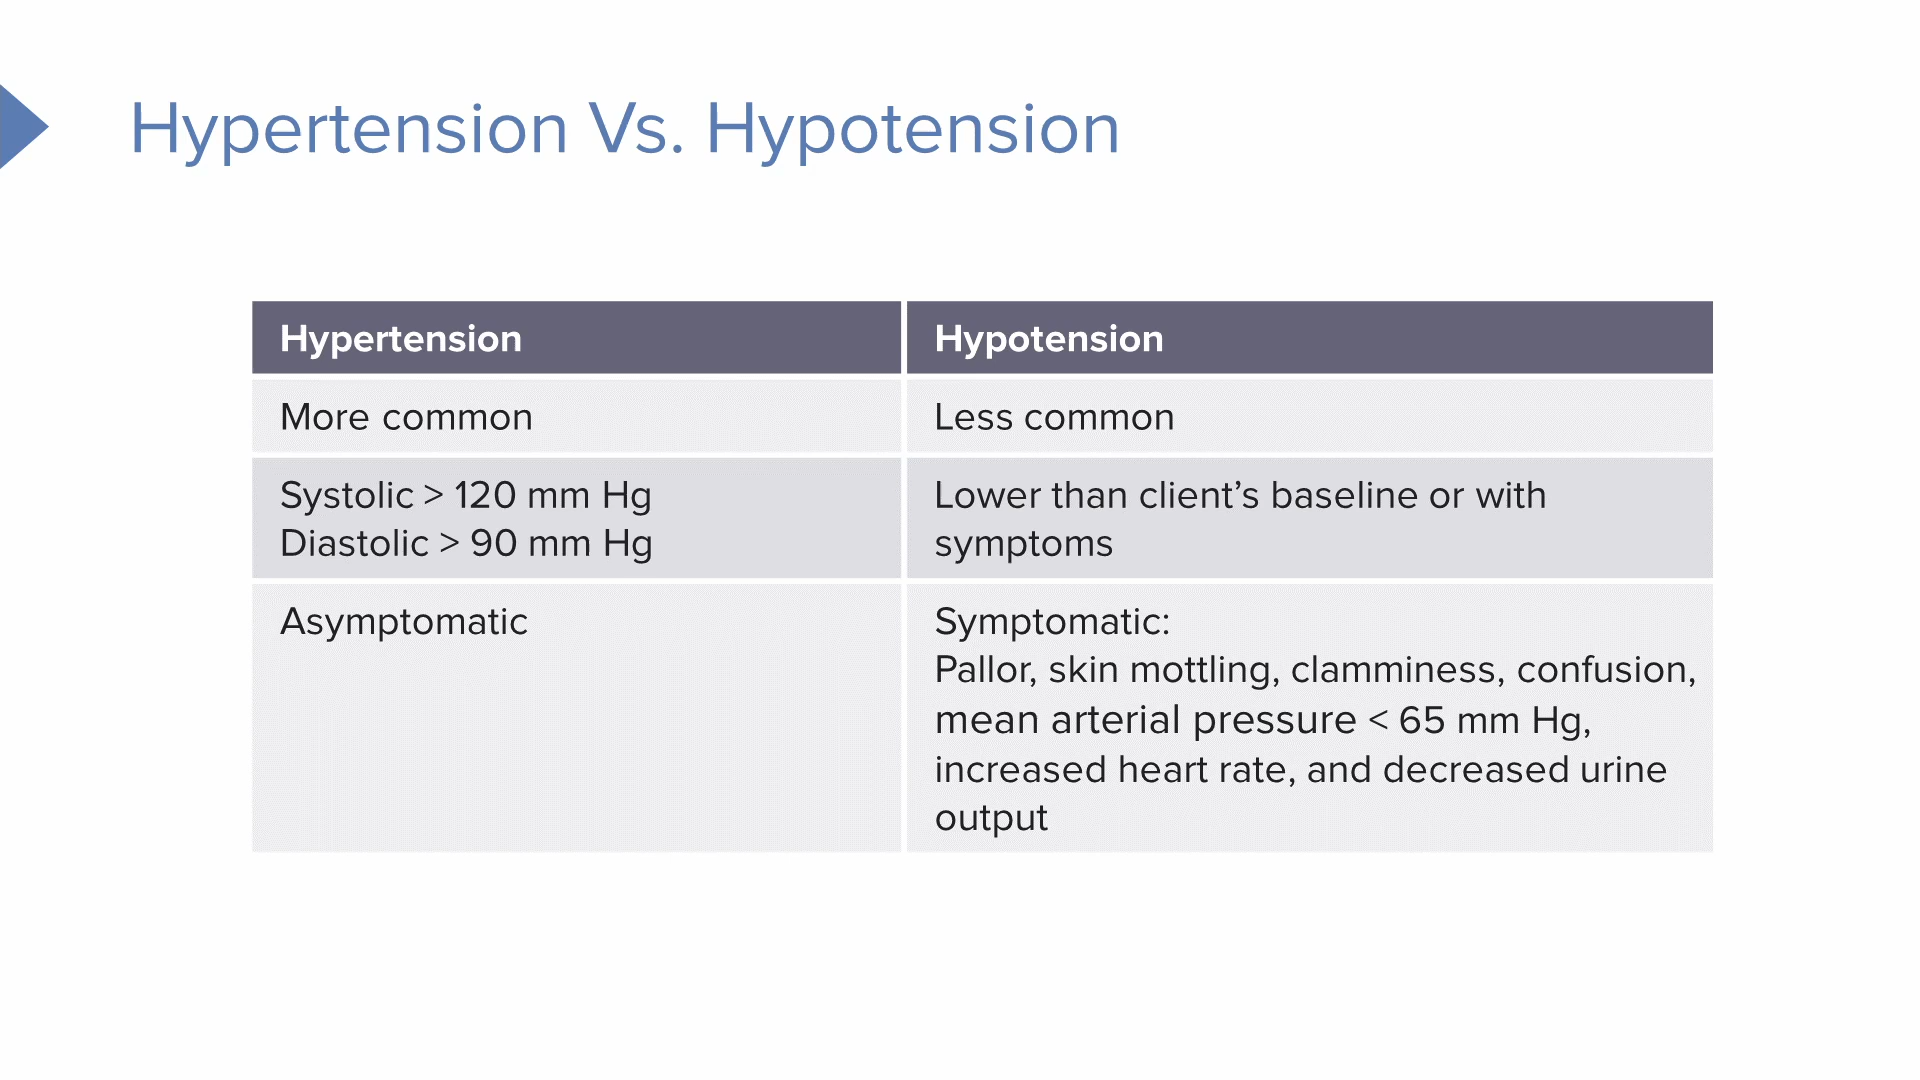 Hypertension Vs. Hypotension
Hypertension
Hypotension
More common
Less common
Systolic > 120 mm Hg
Diastolic > 90 mm Hg
Lower than client’s baseline or with
symptoms
Asymptomatic
Symptomatic:
Pallor, skin mottling, clamminess, confusion,
mean arterial pressure < 65 mm Hg,
increased heart rate, and decreased urine
output